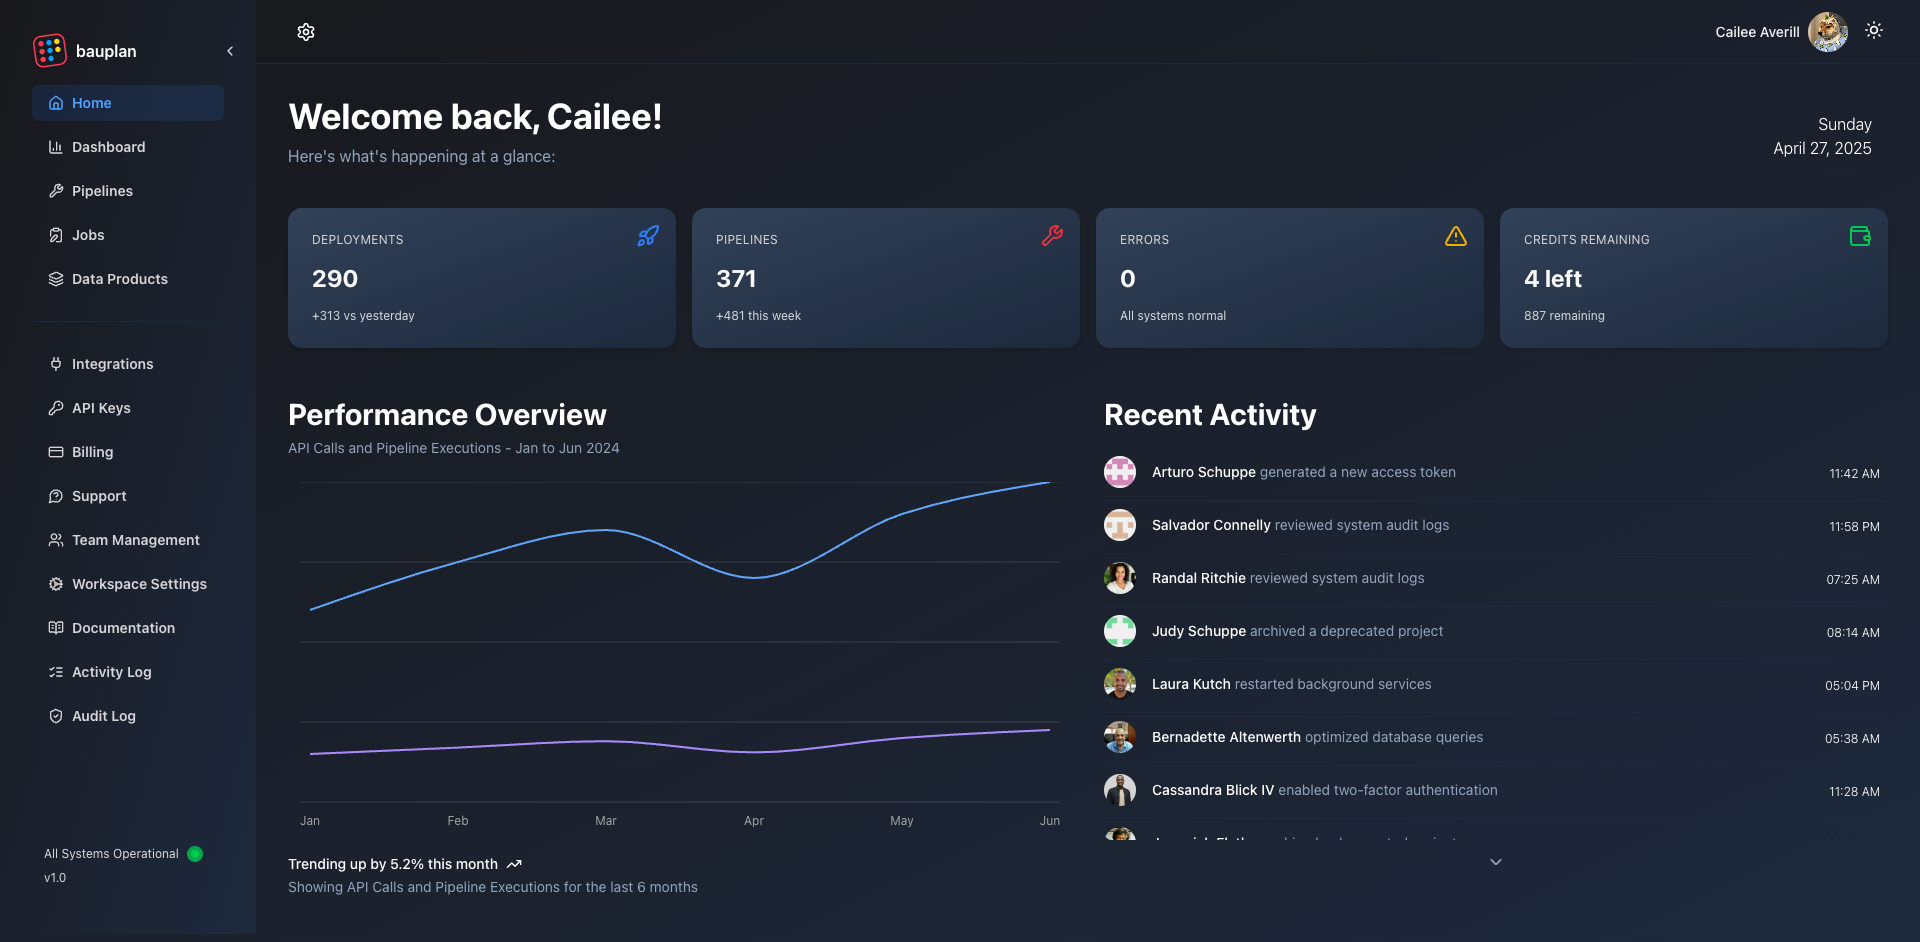 bauplan
Home
Dashboard
Pipelines
Jobs
Data Products
Integrations
API Keys
Billing
Support
Team Management
Workspace Settings
Documentation
Activity Log
Audit Log
All Systems Operational
v1.0
Cailee Averill
Welcome back, Cailee!
Here's what's happening at a glance:
Sunday
April 27, 2025
DEPLOYMENTS
290
+313 vs yesterday
PIPELINES
371
+481 this week
ERRORS
0
All systems normal
CREDITS REMAINING
4 left
887 remaining
Performance Overview
API Calls and Pipeline Executions - Jan to Jun 2024
Jan Feb Mar Apr May Jun
Trending up by 5.2% this month
Showing API Calls and Pipeline Executions for the last 6 months
Recent Activity
Arturo Schuppe generated a new access token 11:42 AM
Salvador Connelly reviewed system audit logs 11:58 PM
Randal Ritchie reviewed system audit logs 07:25 AM
Judy Schuppe archived a deprecated project 08:14 AM
Laura Kutch restarted background services 05:04 PM
Bernadette Altenwerth optimized database queries 05:38 AM
Cassandra Blick IV enabled two-factor authentication 11:28 AM